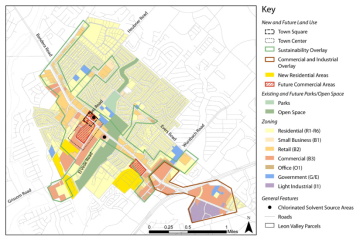 Key
New and Future Land Use
Town Square
Town Center
Sustainability Overlay
Commercial and Industrial
Overlay
New Residential Areas
Future Commercial Areas
Existing and Future Parks/Open Space
Parks
Open Space
Zoning
Residential (R1-R6)
Small Business (B1)
Retail (B2)
Commercial (B3)
Office (O1)
Government (G/E)
Light Industrial (I1)
General Features
Chlorinated Solvent Source Areas
Roads
Leon Valley Parcels
Bandera Road
Huebner Road
Evers Road
Wurzbach Road
Grissom Road
Road
0
0.25
0.5
1
Miles
N